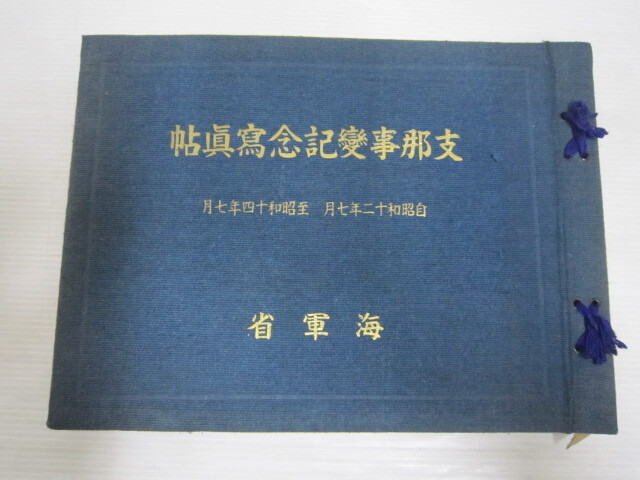 支那事變記念寫眞帖
自昭和十二年七月 至昭和十四年七月
海軍省